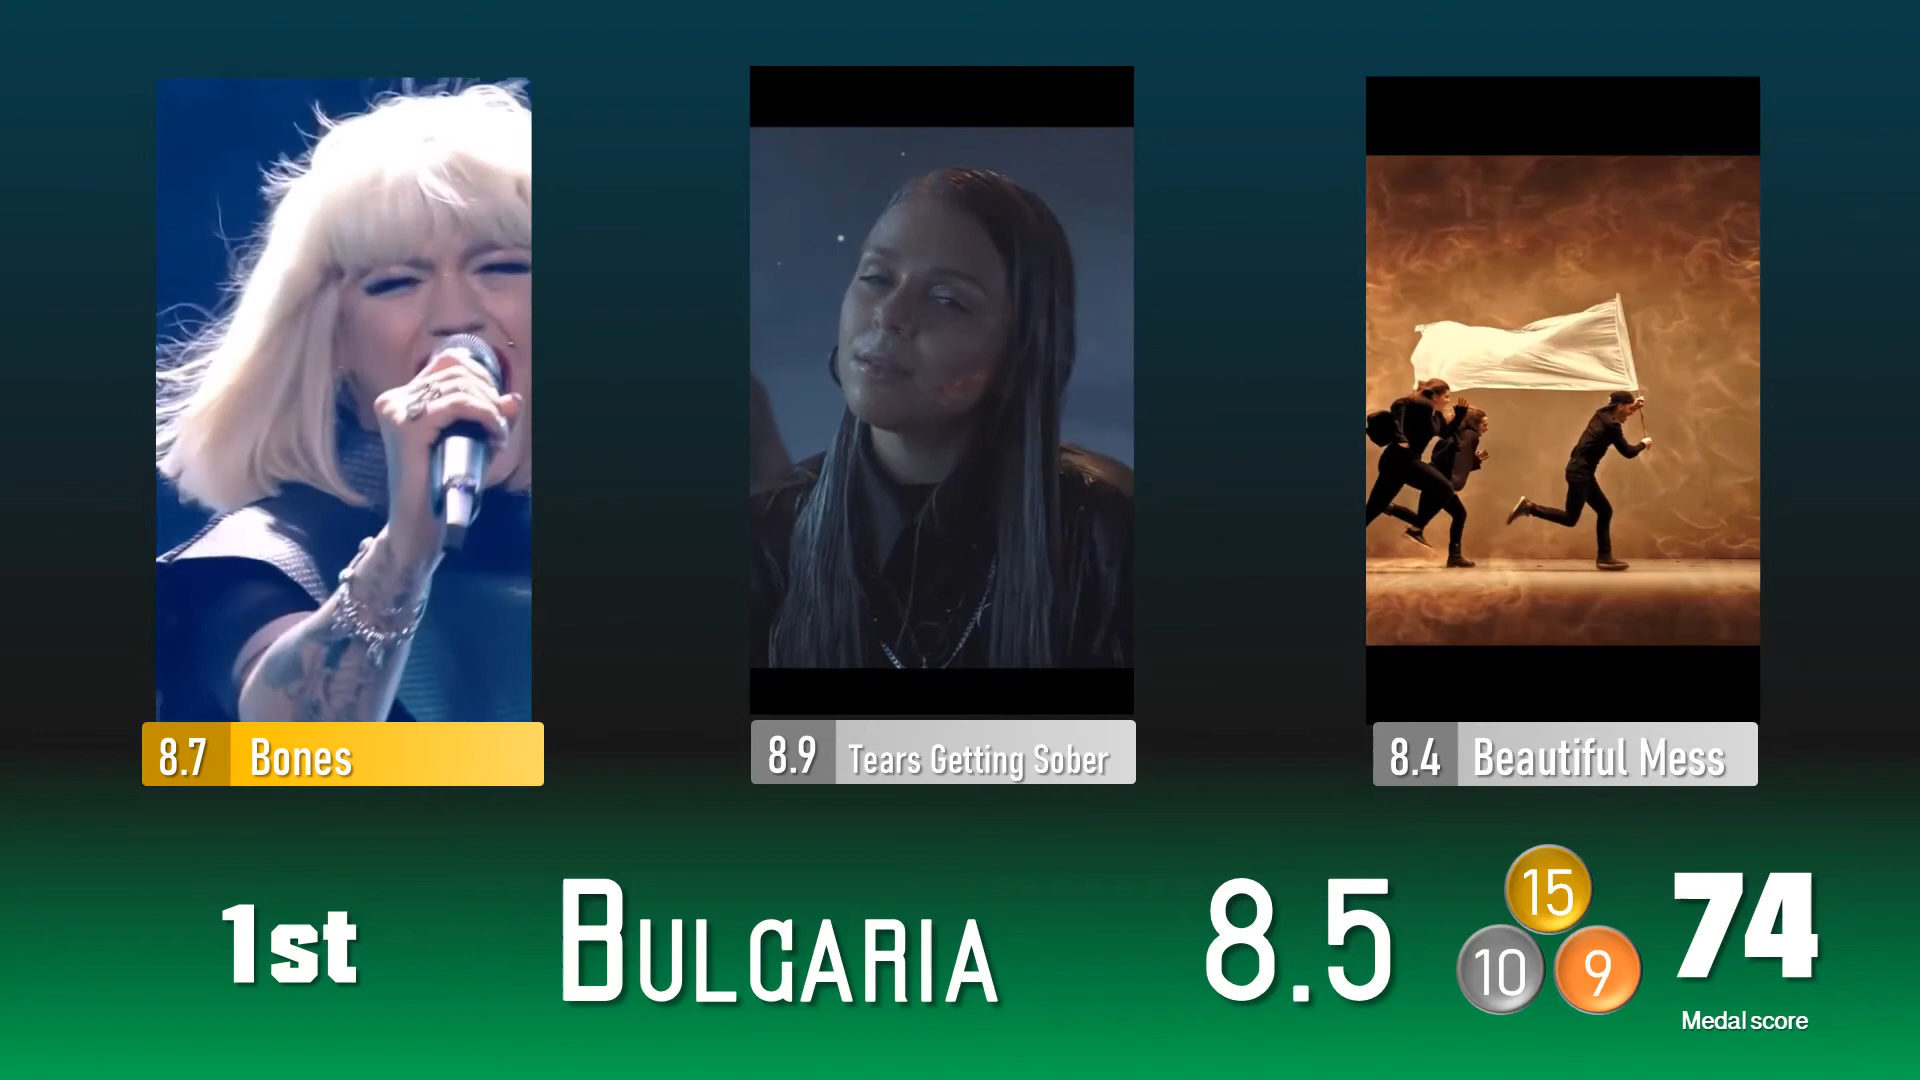 8.7 Bones
8.9 Tears Getting Sober
8.4 Beautiful Mess
1st
BULGARIA
8.5
15
10
9
74
Medal score